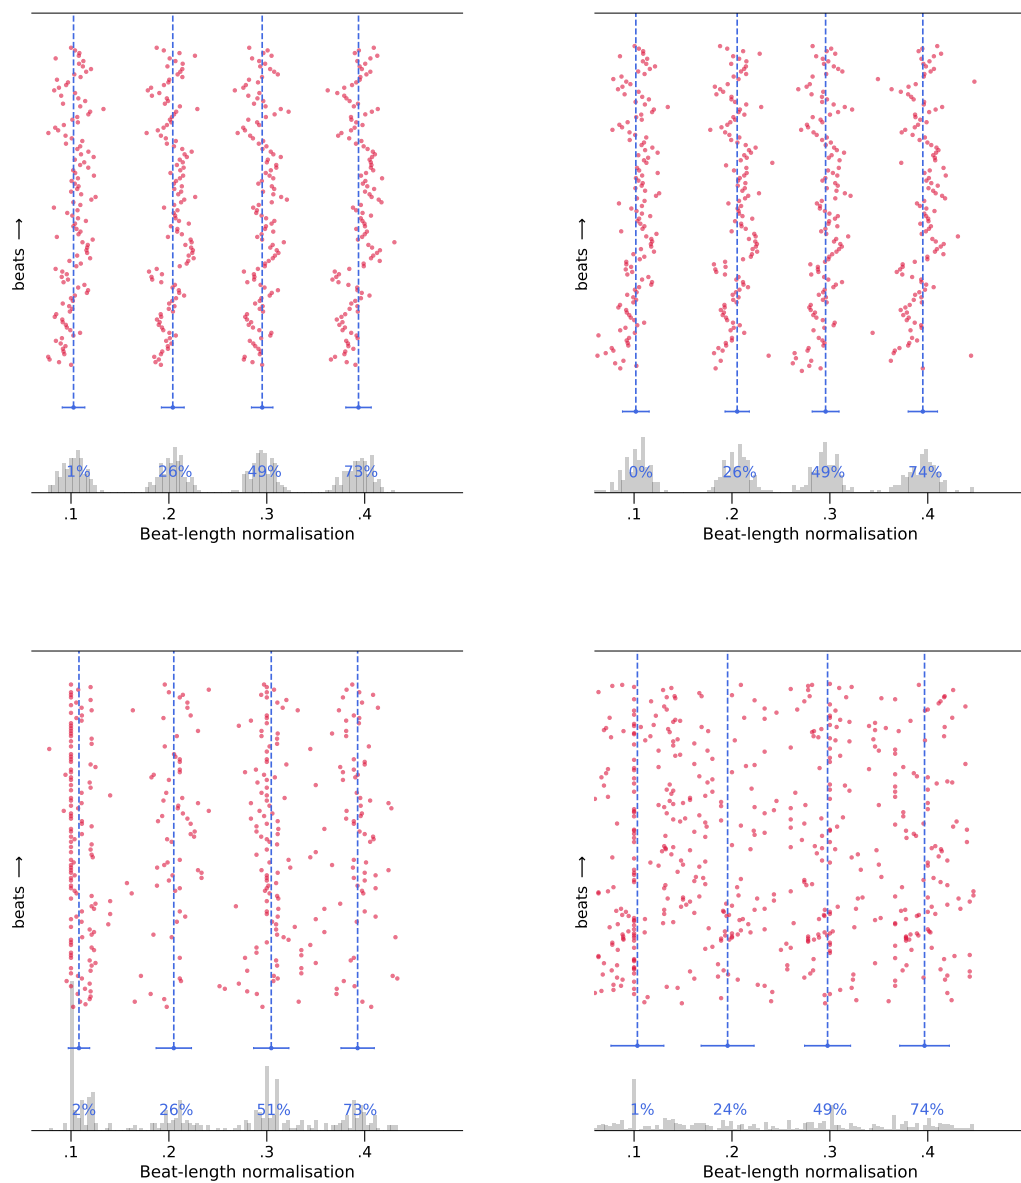 beats →
1% 26% 49% 73%
.1 .2 .3 .4
Beat-length normalisation
beats →
0% 26% 49% 74%
.1 .2 .3 .4
Beat-length normalisation
beats →
2% 26% 51% 73%
.1 .2 .3 .4
Beat-length normalisation
beats →
1% 24% 49% 74%
.1 .2 .3 .4
Beat-length normalisation